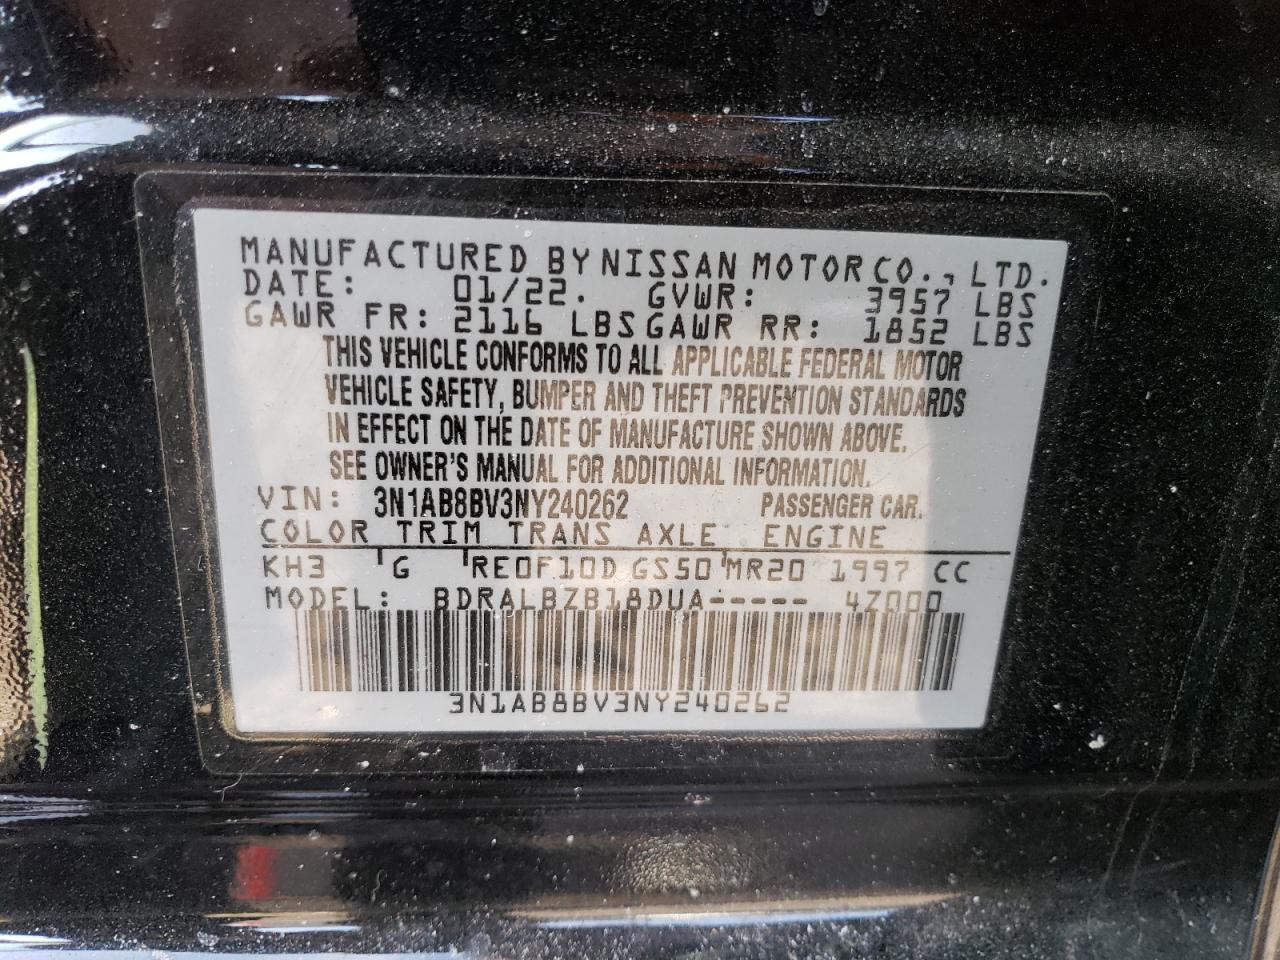 MANUFACTURED BY NISSAN MOTOR CO., LTD.
DATE: 01/22. GVWR: 3957 LBS
GAWR FR: 2116 LBS GAWR RR: 1852 LBS
THIS VEHICLE CONFORMS TO ALL APPLICABLE FEDERAL MOTOR
VEHICLE SAFETY, BUMPER AND THEFT PREVENTION STANDARDS
IN EFFECT ON THE DATE OF MANUFACTURE SHOWN ABOVE.
SEE OWNER'S MANUAL FOR ADDITIONAL INFORMATION.
VIN: 3N1AB8BV3NY240262 PASSENGER CAR.
COLOR TRIM TRANS AXLE ENGINE
KH3 G RE0F10D GS50 MR20 1997 CC
MODEL: BDRALBZB18DUA----- 4Z000
3N1AB8BV3NY240262